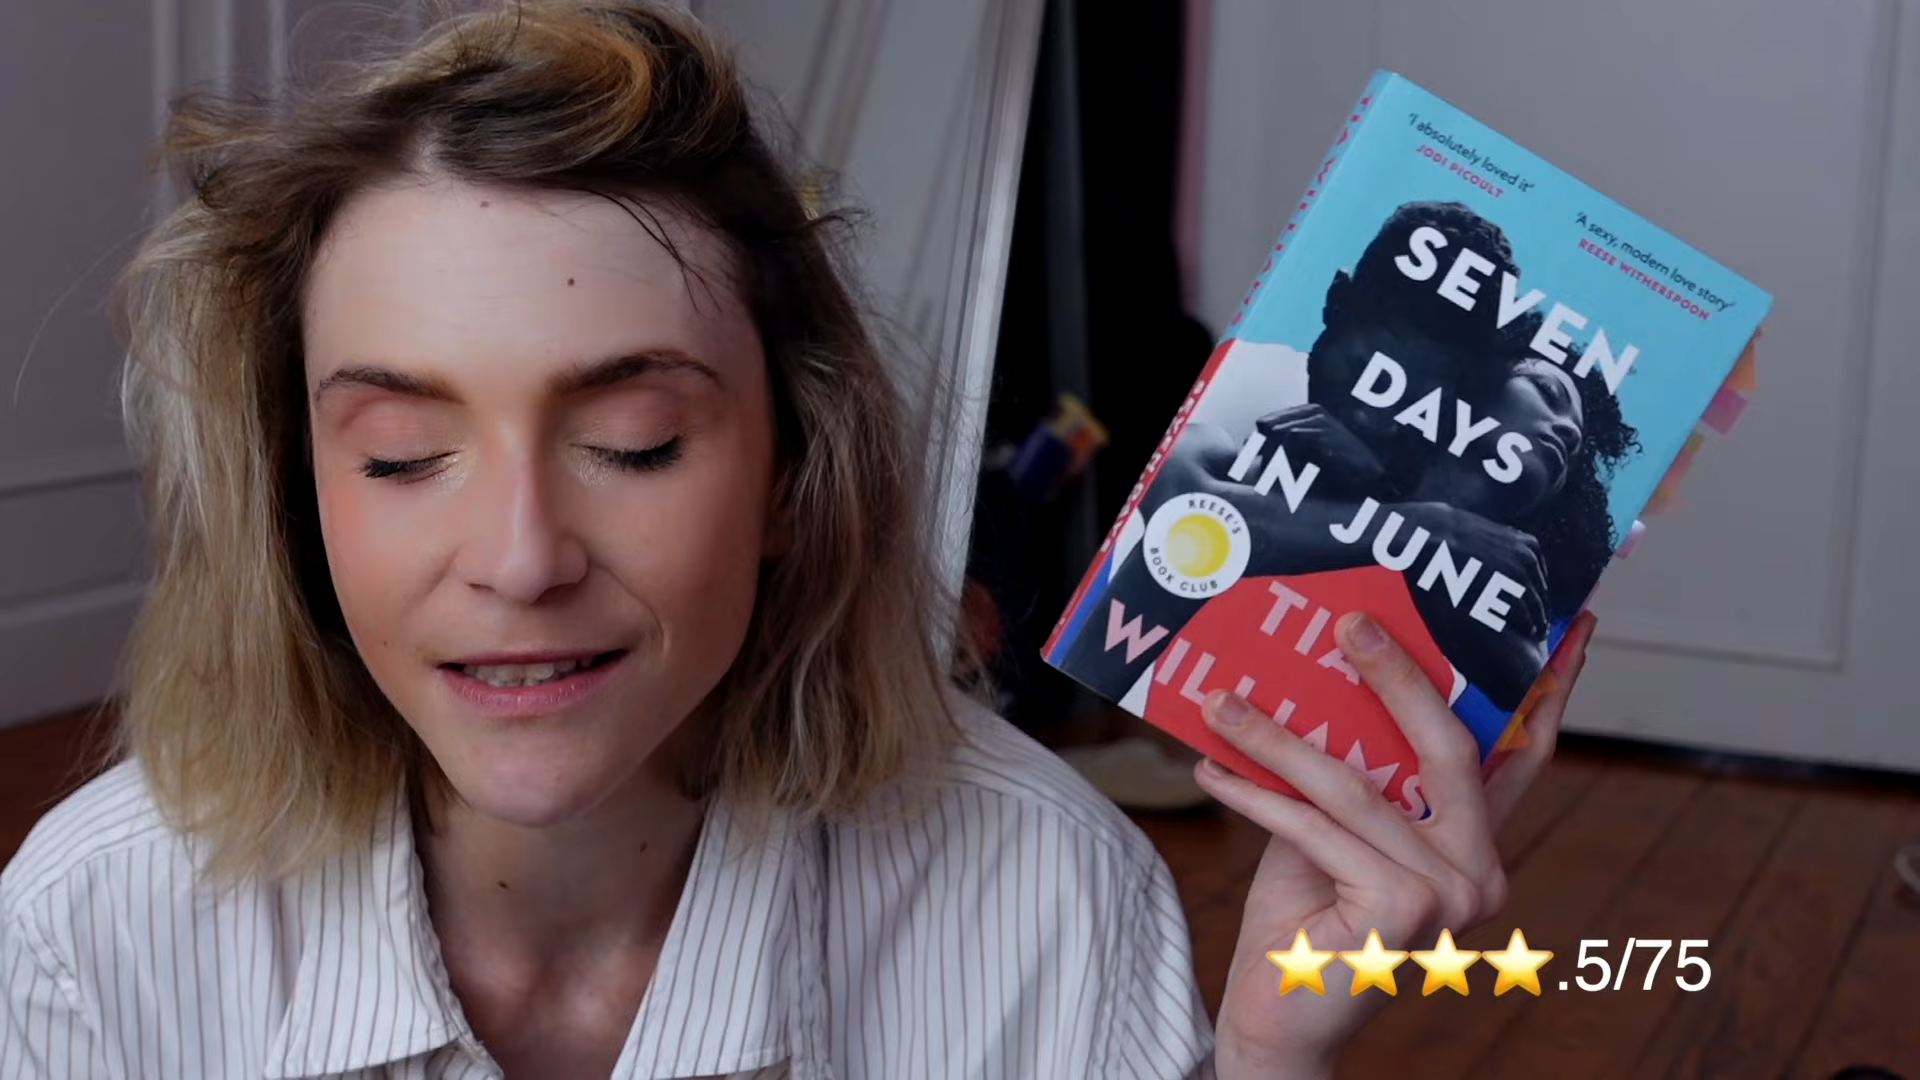 'I absolutely loved it'
JODI PICOULT
'A sexy, modern love story'
REESE WITHERSPOON
SEVEN
DAYS
IN JUNE
REESE'S
BOOK CLUB
TIA
WILLIAMS
⭐⭐⭐⭐.5/75